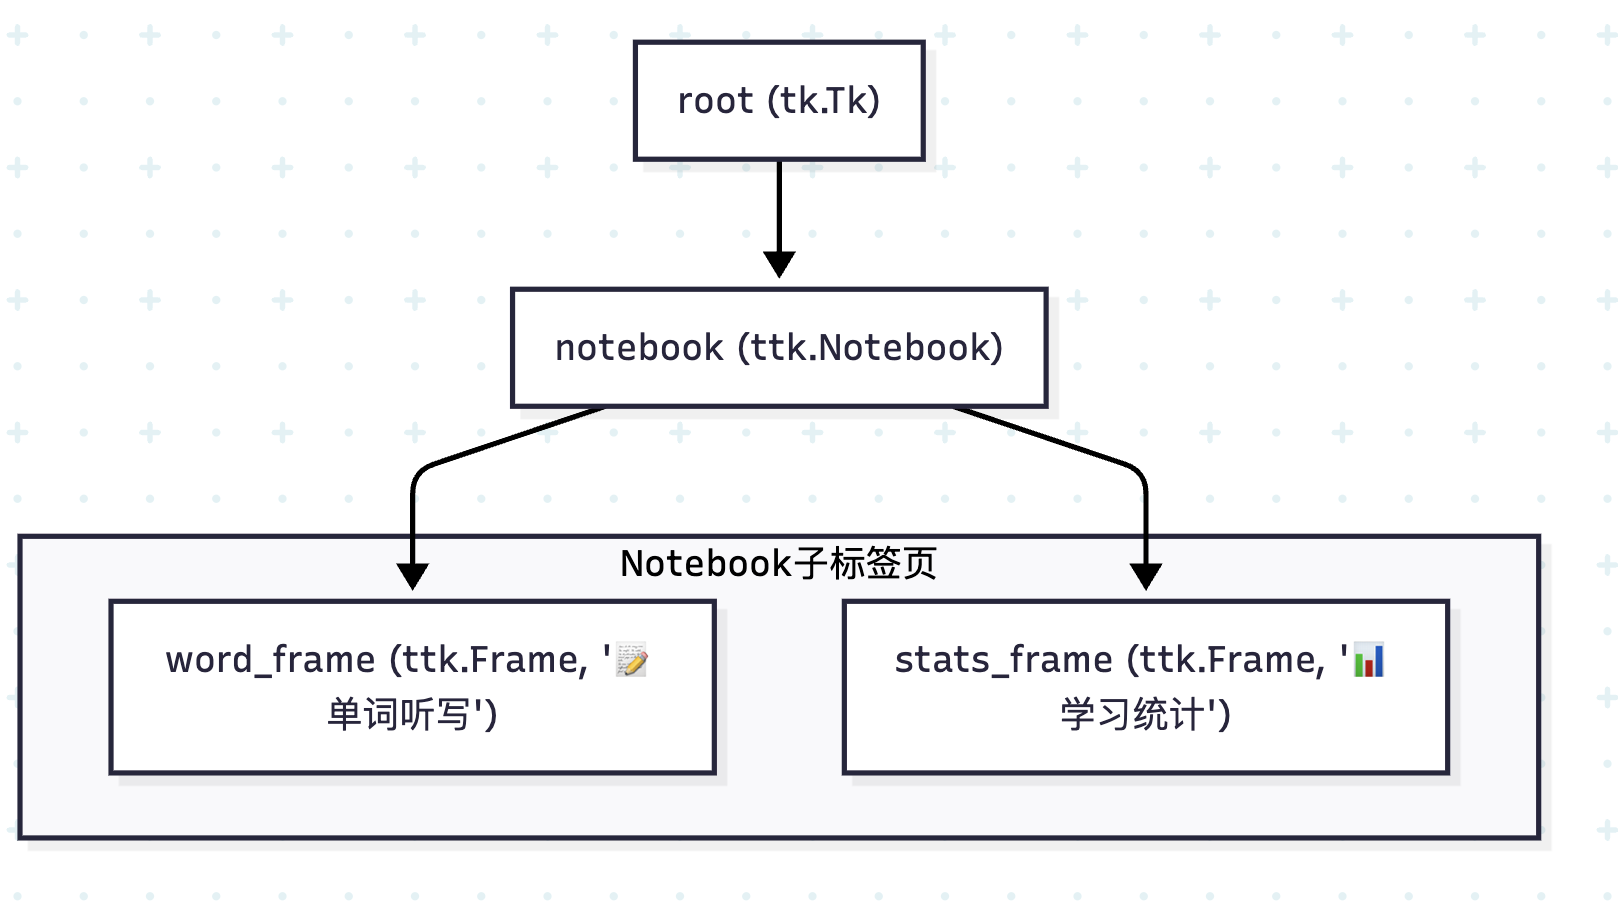 root (tk.Tk)
notebook (ttk.Notebook)
Notebook子标签页
word_frame (ttk.Frame, '📝
单词听写')
stats_frame (ttk.Frame, '📊
学习统计')